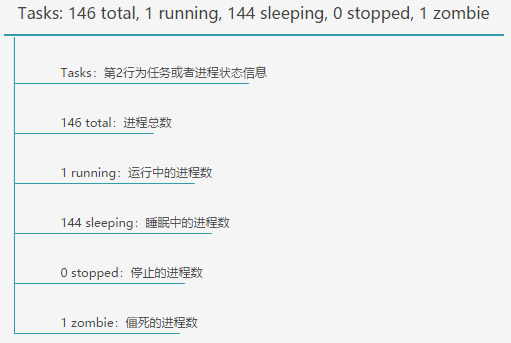 Tasks: 146 total, 1 running, 144 sleeping, 0 stopped, 1 zombie
Tasks：第2行为任务或者进程状态信息
146 total：进程总数
1 running：运行中的进程数
144 sleeping：睡眠中的进程数
0 stopped：停止的进程数
1 zombie：僵死的进程数